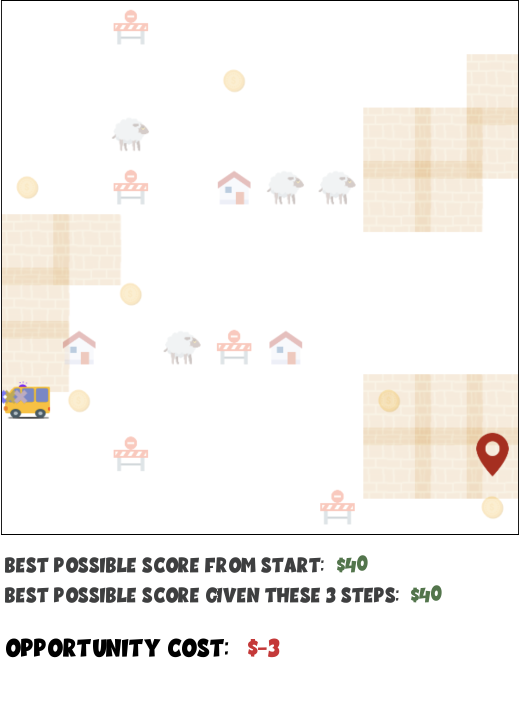 BEST POSSIBLE SCORE FROM START: $40
BEST POSSIBLE SCORE GIVEN THESE 3 STEPS: $40
OPPORTUNITY COST: $-3